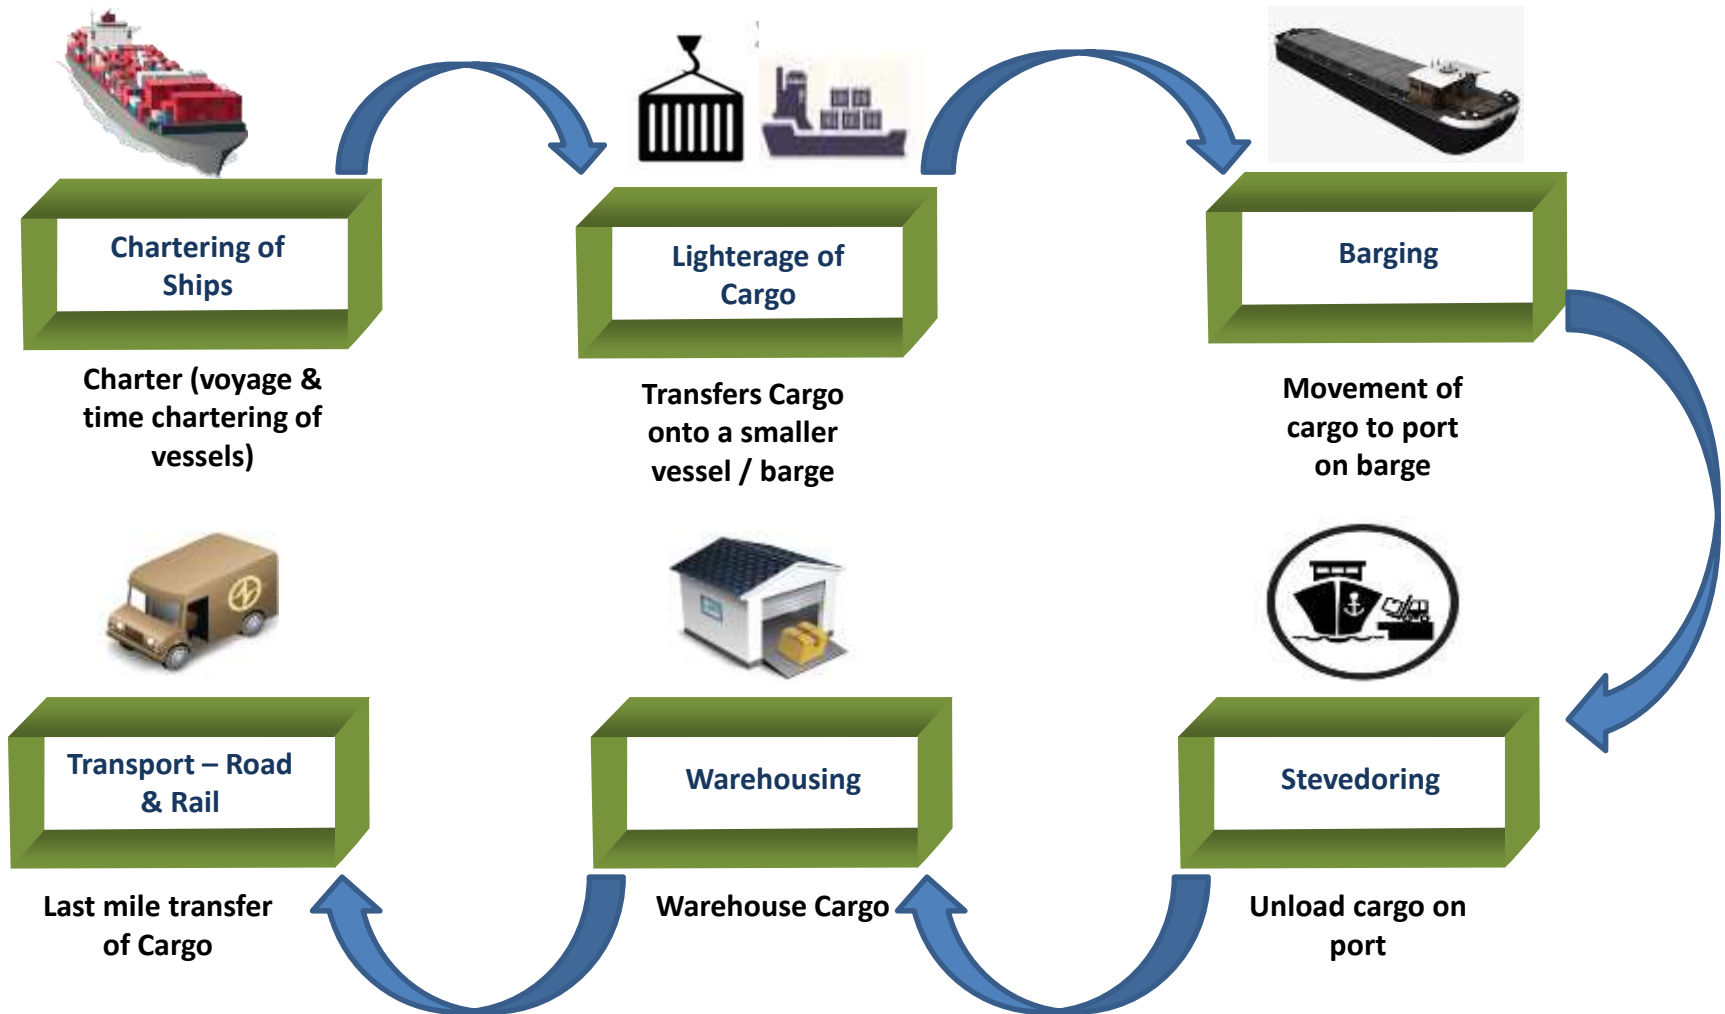 Chartering of
Ships
Charter (voyage &
time chartering of
vessels)
Lighterage of
Cargo
Transfers Cargo
onto a smaller
vessel / barge
Barging
Movement of
cargo to port
on barge
Stevedoring
Unload cargo on
port
Warehousing
Warehouse Cargo
Transport – Road
& Rail
Last mile transfer
of Cargo